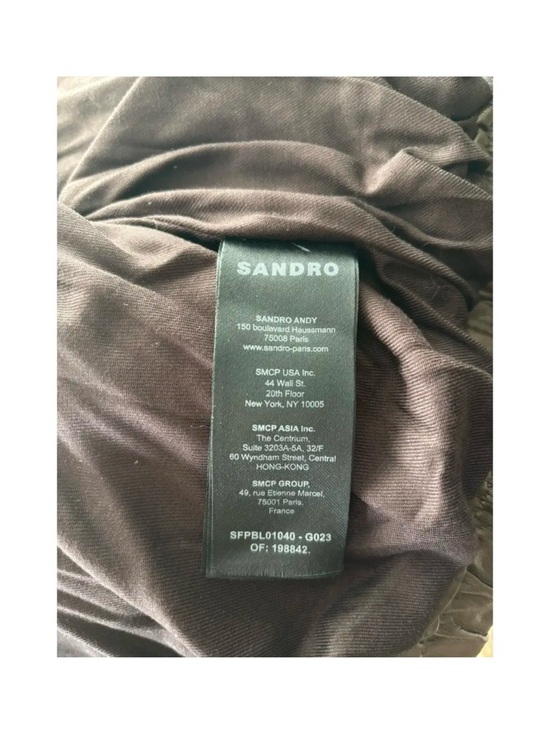 SANDRO
SANDRO ANDY
150 boulevard Haussmann
75008 Paris
www.sandro-paris.com
SMCP USA Inc.
44 Wall St.
20th Floor
New York, NY 10005
SMCP ASIA Inc.
The Centrium,
Suite 3203A-5A, 32/F
60 Wyndham Street, Central
HONG-KONG
SMCP GROUP,
49, rue Etienne Marcel,
75001 Paris.
France
SFPBL01040 - G023
OF: 198842.